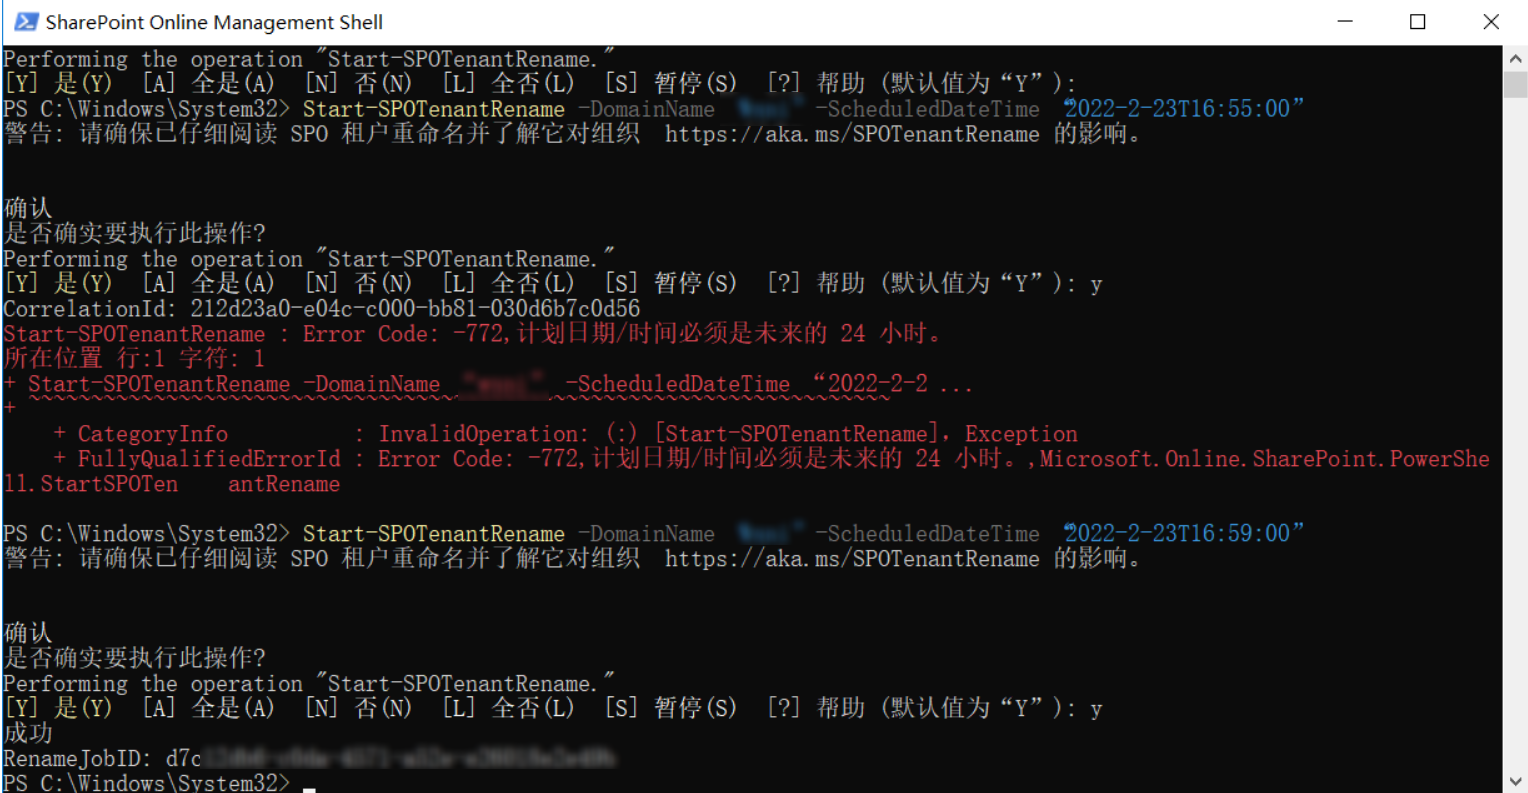 SharePoint Online Management Shell
Performing the operation "Start-SPOTenantRename."
[Y] 是(Y)  [A] 全是(A)  [N] 否(N)  [L] 全否(L)  [S] 暂停(S)  [?] 帮助 (默认值为“Y”):
PS C:\Windows\System32> Start-SPOTenantRename -DomainName ” -ScheduledDateTime “2022-2-23T16:55:00”
警告: 请确保已仔细阅读 SPO 租户重命名并了解它对组织  https://aka.ms/SPOTenantRename 的影响。
确认
是否确实要执行此操作?
Performing the operation "Start-SPOTenantRename."
[Y] 是(Y)  [A] 全是(A)  [N] 否(N)  [L] 全否(L)  [S] 暂停(S)  [?] 帮助 (默认值为“Y”): y
CorrelationId: 212d23a0-e04c-c000-bb81-030d6b7c0d56
Start-SPOTenantRename : Error Code: -772,计划日期/时间必须是未来的 24 小时。
所在位置 行:1 字符: 1
+ Start-SPOTenantRename -DomainName -ScheduledDateTime “2022-2-2 ...
+ ~~~~~~~~~~~~~~~~~~~~~~~~~~~~~~~~~~~~~~~~~~~~~~~~~~~~~~~~~~~~~~~~~
    + CategoryInfo          : InvalidOperation: (:) [Start-SPOTenantRename], Exception
    + FullyQualifiedErrorId : Error Code: -772,计划日期/时间必须是未来的 24 小时。,Microsoft.Online.SharePoint.PowerShe
ll.StartSPOTen    antRename
PS C:\Windows\System32> Start-SPOTenantRename -DomainName ” -ScheduledDateTime “2022-2-23T16:59:00”
警告: 请确保已仔细阅读 SPO 租户重命名并了解它对组织  https://aka.ms/SPOTenantRename 的影响。
确认
是否确实要执行此操作?
Performing the operation "Start-SPOTenantRename."
[Y] 是(Y)  [A] 全是(A)  [N] 否(N)  [L] 全否(L)  [S] 暂停(S)  [?] 帮助 (默认值为“Y”): y
成功
RenameJobID: d7c
PS C:\Windows\System32>